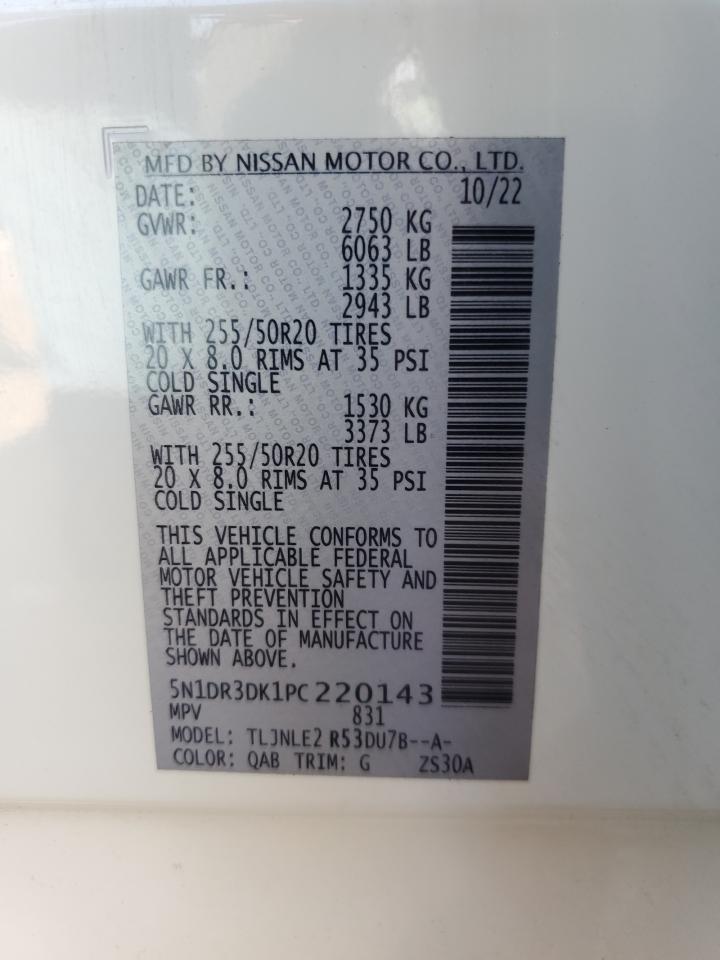 MFD BY NISSAN MOTOR CO., LTD.
DATE: 10/22
GVWR: 2750 KG
6063 LB
GAWR FR.: 1335 KG
2943 LB
WITH 255/50R20 TIRES
20 X 8.0 RIMS AT 35 PSI
COLD SINGLE
GAWR RR.: 1530 KG
3373 LB
WITH 255/50R20 TIRES
20 X 8.0 RIMS AT 35 PSI
COLD SINGLE
THIS VEHICLE CONFORMS TO
ALL APPLICABLE FEDERAL
MOTOR VEHICLE SAFETY AND
THEFT PREVENTION
STANDARDS IN EFFECT ON
THE DATE OF MANUFACTURE
SHOWN ABOVE.
5N1DR3DK1PC220143
MPV 831
MODEL: TLJNLE2 R53DU7B--A-
COLOR: QAB TRIM: G ZS30A